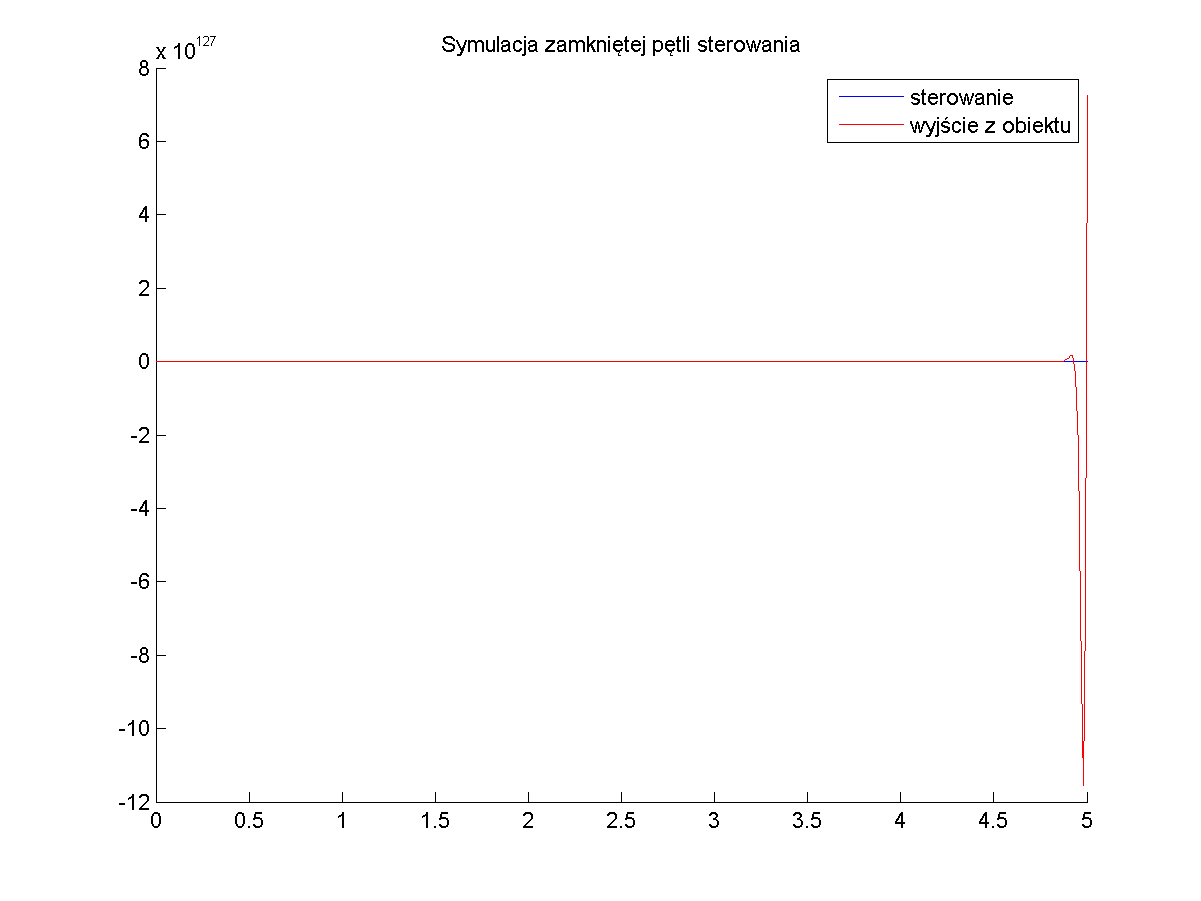 Symulacja zamkniętej pętli sterowania
x 10^127
8
6
4
2
0
-2
-4
-6
-8
-10
-12
0 0.5 1 1.5 2 2.5 3 3.5 4 4.5 5
sterowanie
wyjście z obiektu